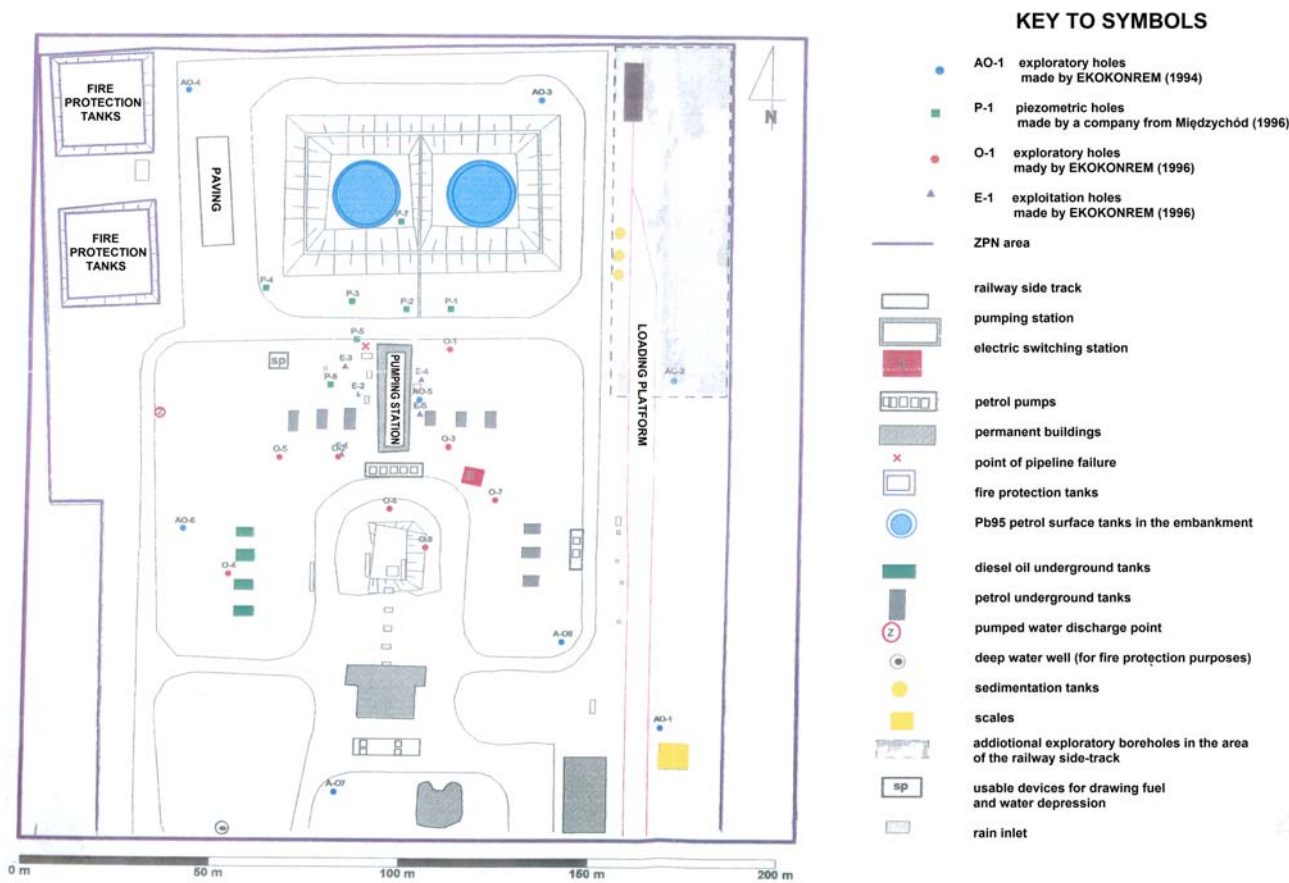 KEY TO SYMBOLS
AO-1 exploratory holes
made by EKOKONREM (1994)
P-1 piezometric holes
made by a company from Międzychód (1996)
O-1 exploratory holes
mady by EKOKONREM (1996)
E-1 exploitation holes
made by EKOKONREM (1996)
ZPN area
railway side track
pumping station
electric switching station
petrol pumps
permanent buildings
point of pipeline failure
fire protection tanks
Pb95 petrol surface tanks in the embankment
diesel oil underground tanks
petrol underground tanks
Z
pumped water discharge point
deep water well (for fire protection purposes)
sedimentation tanks
scales
addiotional exploratory boreholes in the area
of the railway side-track
sp
usable devices for drawing fuel
and water depression
rain inlet
FIRE
PROTECTION
TANKS
FIRE
PROTECTION
TANKS
AO-4
AO-3
N
PAVING
P-7
P-4
P-3
P-2
P-1
P-5
O-1
sp
E-3
P-6
E-2
PUMPING STATION
E-4
AO-5
E-5
LOADING PLATFORM
AO-2
Z
O-5
O-2
O-3
O-7
O-6
AO-6
O-8
O-4
A-O8
AO-1
A-O7
0 m
50 m
100 m
150 m
200 m